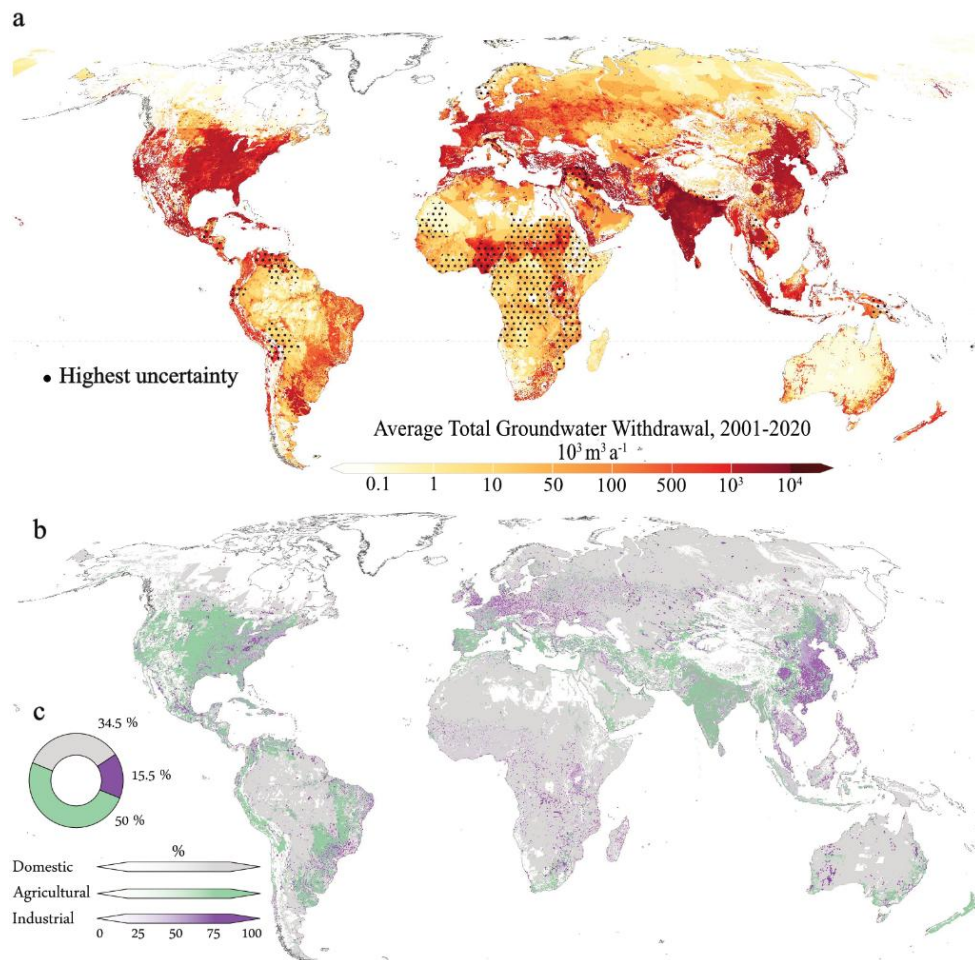 a
• Highest uncertainty
Average Total Groundwater Withdrawal, 2001-2020
10³ m³ a⁻¹
0.1 1 10 50 100 500 10³ 10⁴
b
c
34.5 %
15.5 %
50 %
%
Domestic
Agricultural
Industrial
0 25 50 75 100